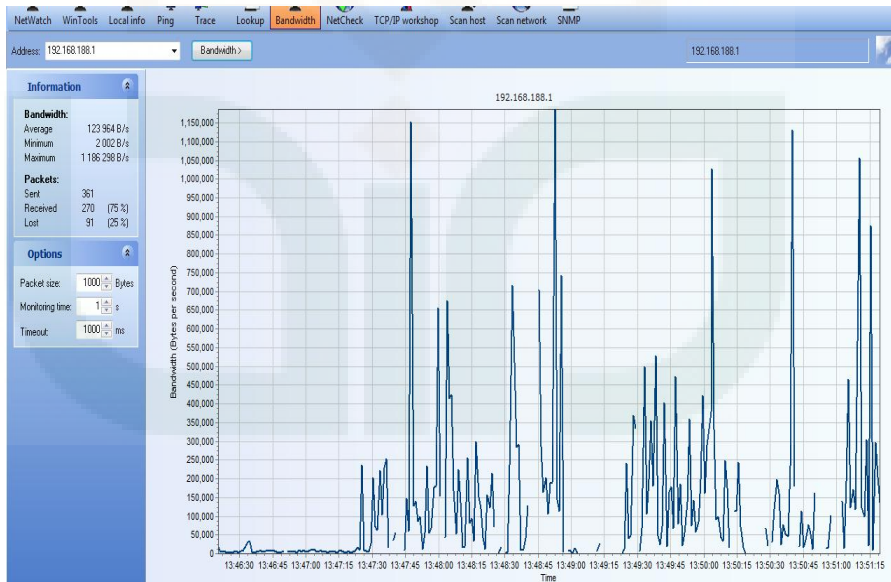 NetWatch WinTools Local info Ping Trace Lookup Bandwidth NetCheck TCP/IP workshop Scan host Scan network SNMP
Address: 192.168.188.1 Bandwidth > 192.168.188.1
Information
Bandwidth:
Average 123 964 B/s
Minimum 2 002 B/s
Maximum 1 186 298 B/s
Packets:
Sent 361
Received 270 (75 %)
Lost 91 (25 %)
Options
Packet size: 1000 Bytes
Monitoring time: 1 s
Timeout: 1000 ms
192.168.188.1
Bandwidth (Bytes per second)
1,150,000
1,100,000
1,050,000
1,000,000
950,000
900,000
850,000
800,000
750,000
700,000
650,000
600,000
550,000
500,000
450,000
400,000
350,000
300,000
250,000
200,000
150,000
100,000
50,000
0
13:46:30 13:46:45 13:47:00 13:47:15 13:47:30 13:47:45 13:48:00 13:48:15 13:48:30 13:48:45 13:49:00 13:49:15 13:49:30 13:49:45 13:50:00 13:50:15 13:50:30 13:50:45 13:51:00 13:51:15
Time